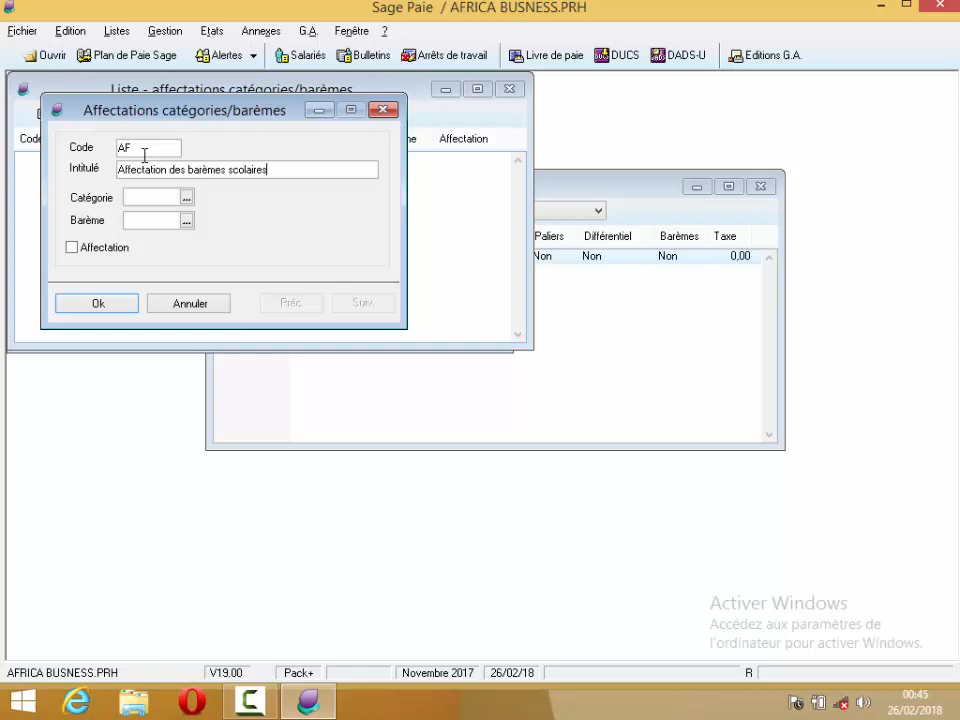 Sage Paie / AFRICA BUSNESS.PRH
Fichier Edition Listes Gestion Etats Annexes G.A. Fenêtre ?
Ouvrir Plan de Paie Sage Alertes Salariés Bulletins Arrêts de travail Livre de paie DUCS DADS-U Editions G.A.
Liste - affectations catégories/barèmes
Affectations catégories/barèmes
Code AF
Intitulé Affectation des barèmes scolaires
Catégorie ...
Barème ...
Affectation
Ok Annuler Préc. Suiv.
Code me Affectation
Paliers Différentiel Barèmes Taxe
Non Non Non 0,00
Activer Windows
Accédez aux paramètres de
l'ordinateur pour activer Windows.
AFRICA BUSNESS.PRH V19.00 Pack+ Novembre 2017 26/02/18 R
00:45
26/02/2018